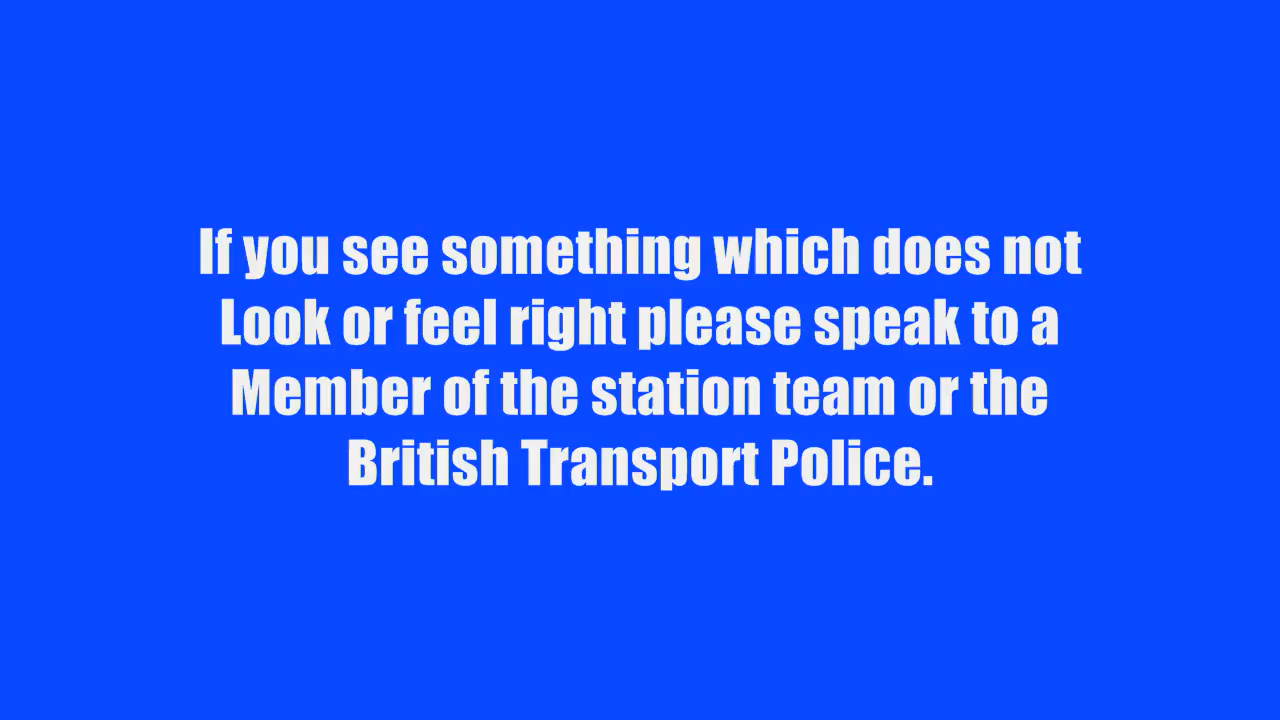 If you see something which does not
Look or feel right please speak to a
Member of the station team or the
British Transport Police.